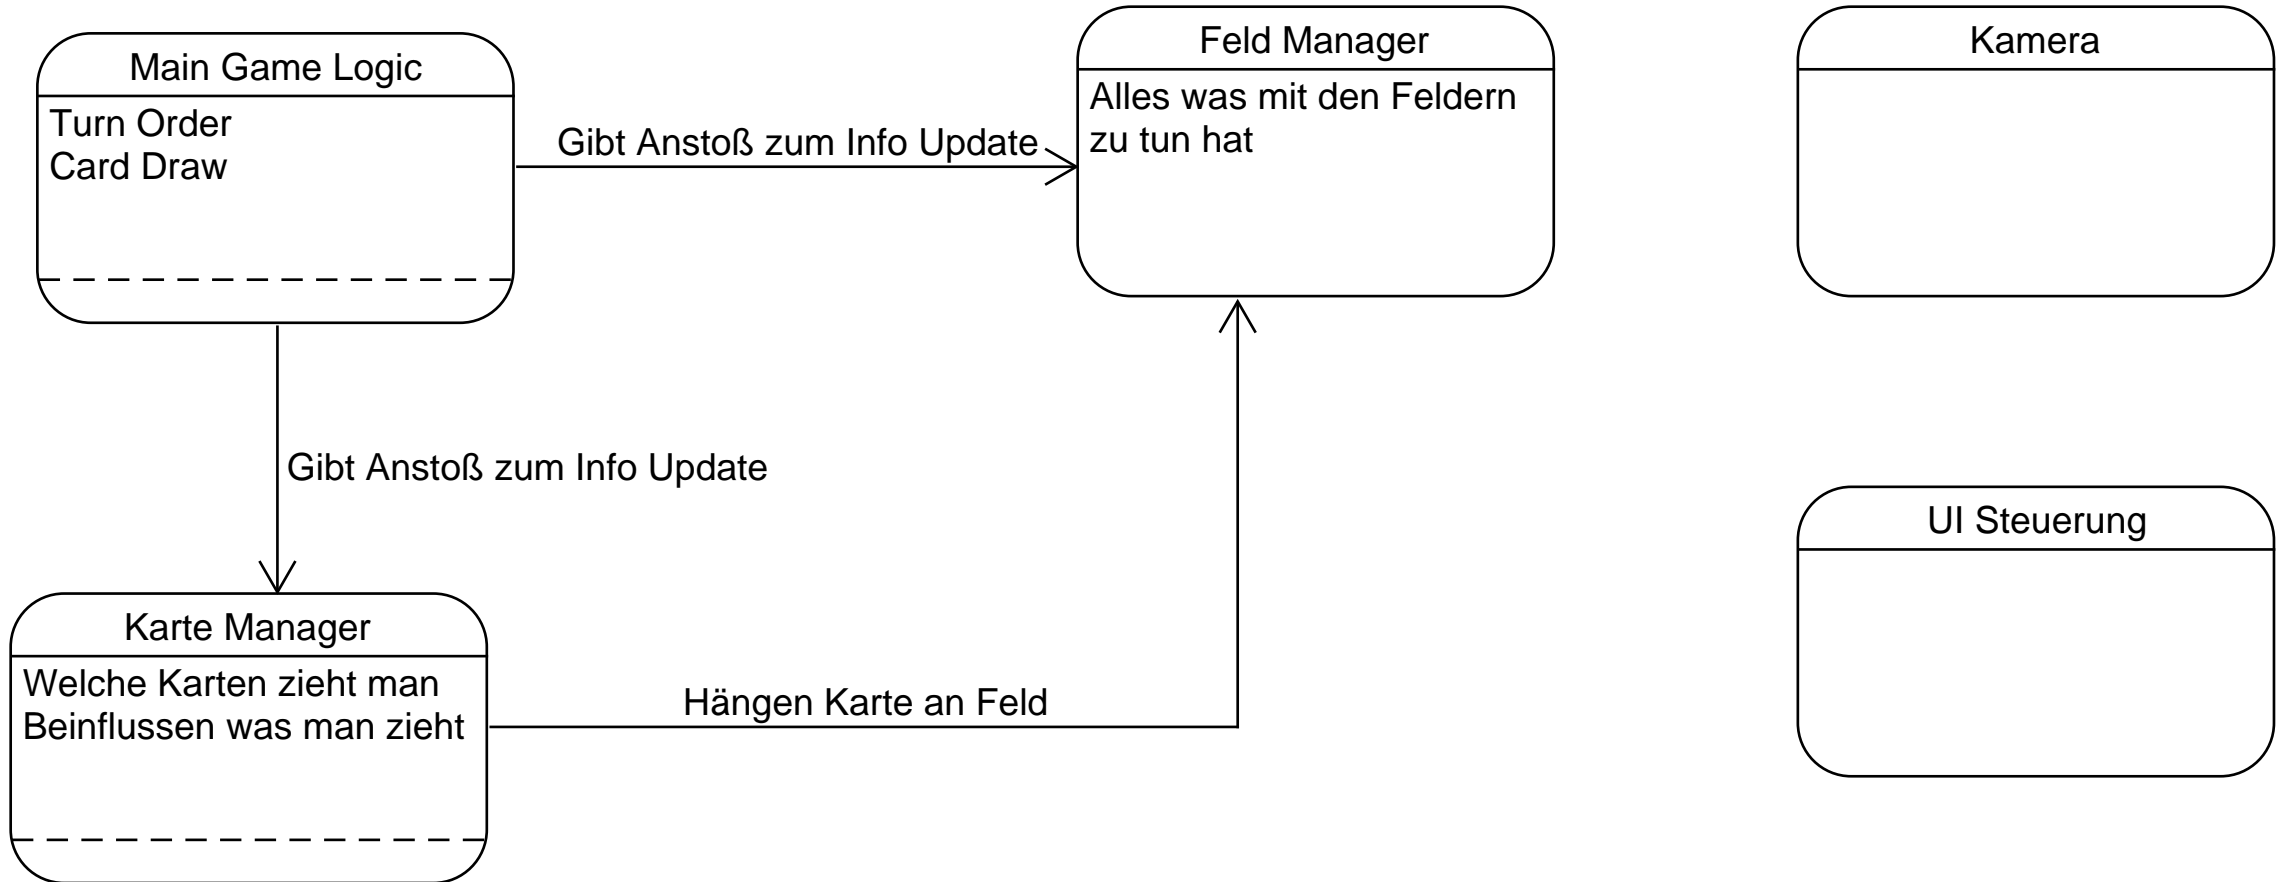 Main Game Logic
Turn Order
Card Draw
Gibt Anstoß zum Info Update
Feld Manager
Alles was mit den Feldern
zu tun hat
Kamera
Gibt Anstoß zum Info Update
Karte Manager
Welche Karten zieht man
Beinflussen was man zieht
Hängen Karte an Feld
UI Steuerung